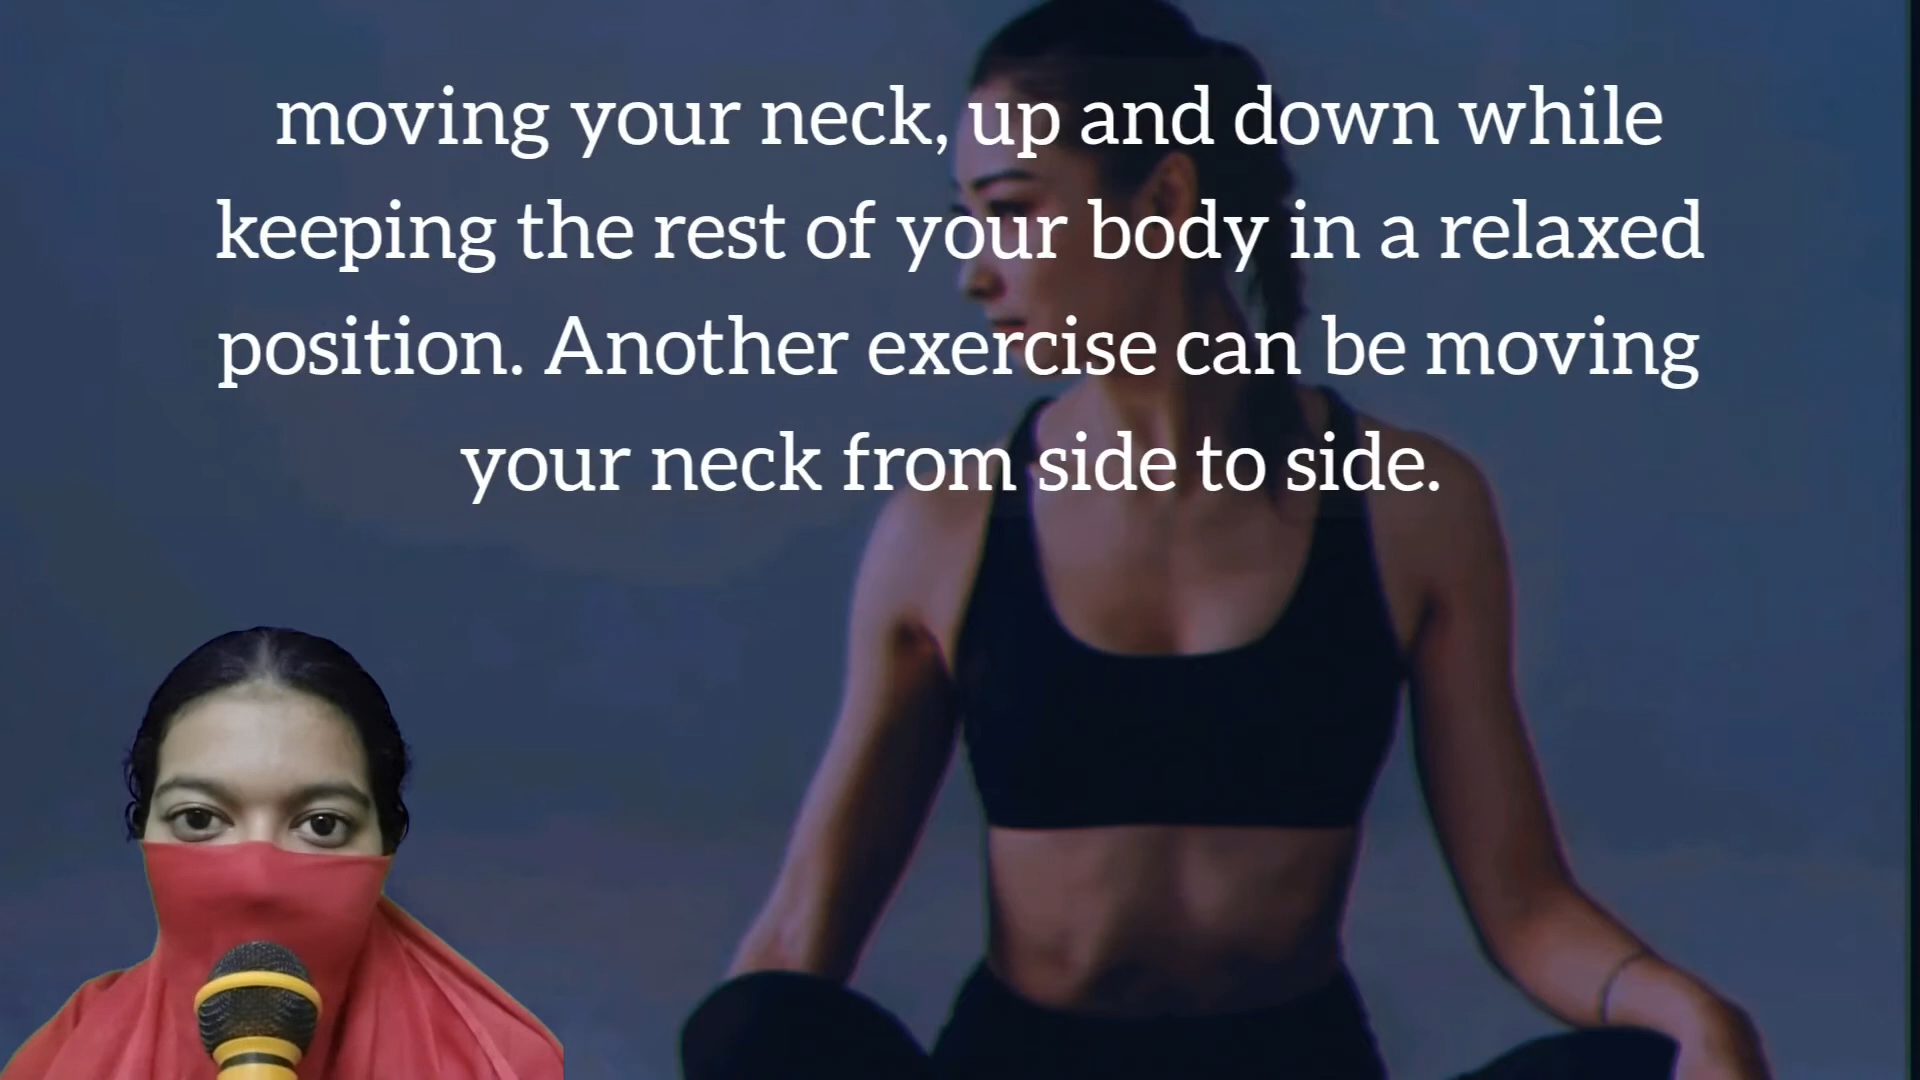 moving your neck, up and down while
keeping the rest of your body in a relaxed
position. Another exercise can be moving
your neck from side to side.